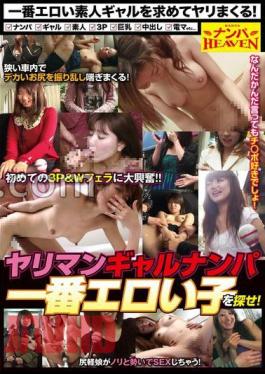 一番エロい素人ギャルを求めてヤリまくる!
ナンパ ギャル 素人 3P 巨乳 中出し 電マetc...
ナンパ
HEAVEN
狭い車内で
デカいお尻を振り乱し喘ぎまくる!
なんだかんだ言ってもチ○ポ好きでしょ!
初めての3P&Wフェラに大興奮!!
ヤリマンギャルナンパ
一番エロい子を探せ!
尻軽娘がノリと勢いでSEXしちゃう!